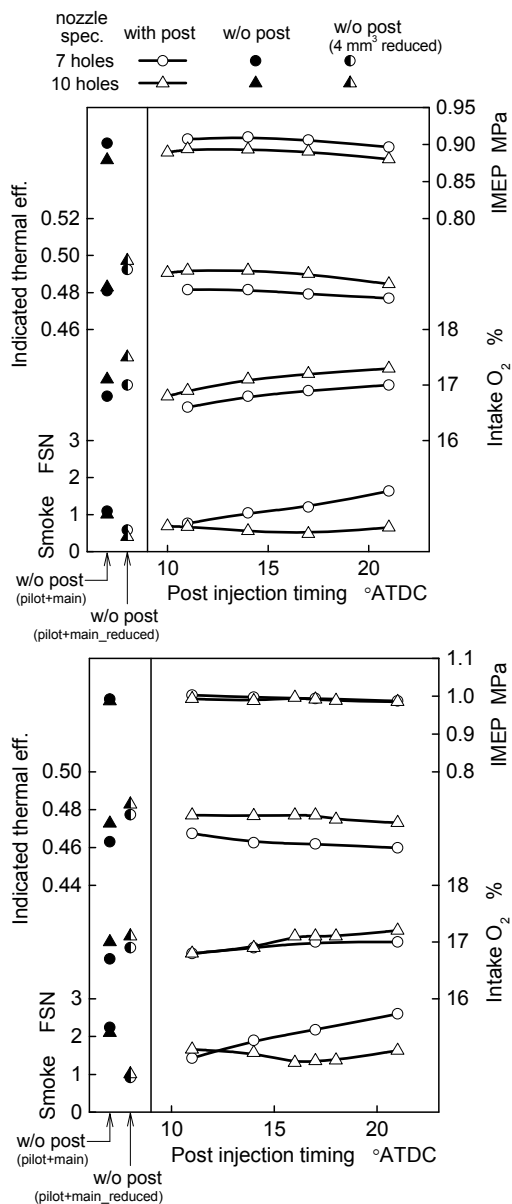 nozzle spec. with post w/o post w/o post
(4 mm³ reduced)
7 holes
10 holes
0.95
0.90
0.85
0.80
IMEP MPa
0.52
0.50
0.48
0.46
Indicated thermal eff.
18
17
16
Intake O₂ %
3
2
1
0
Smoke FSN
10 15 20
w/o post
(pilot+main)
Post injection timing °ATDC
w/o post
(pilot+main_reduced)
1.1
1.0
0.9
0.8
IMEP MPa
0.50
0.48
0.46
0.44
Indicated thermal eff.
18
17
16
Intake O₂ %
3
2
1
0
Smoke FSN
10 15 20
w/o post
(pilot+main)
Post injection timing °ATDC
w/o post
(pilot+main_reduced)